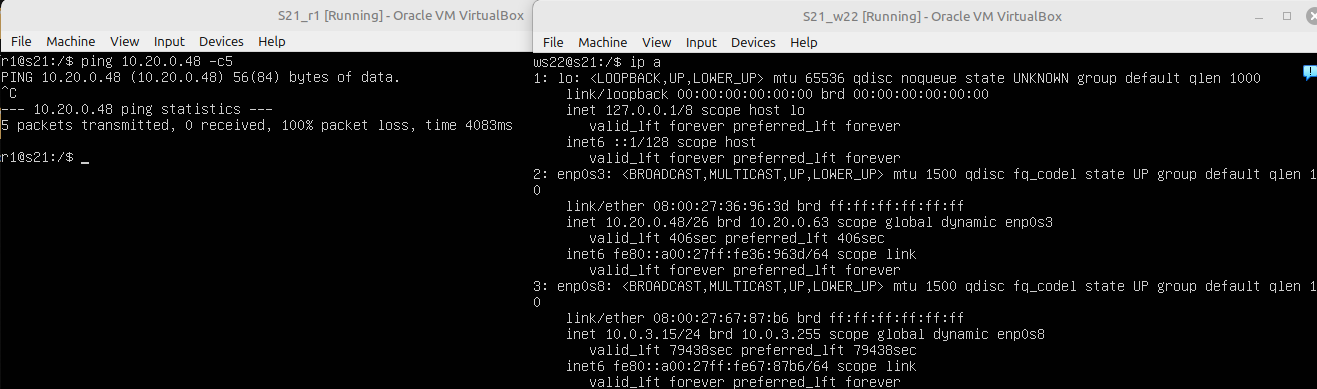 S21_r1 [Running] - Oracle VM VirtualBox
File Machine View Input Devices Help
r1@s21:/$ ping 10.20.0.48 -c5
PING 10.20.0.48 (10.20.0.48) 56(84) bytes of data.
^C
--- 10.20.0.48 ping statistics ---
5 packets transmitted, 0 received, 100% packet loss, time 4083ms
r1@s21:/$ _
S21_w22 [Running] - Oracle VM VirtualBox
File Machine View Input Devices Help
ws22@s21:/$ ip a
1: lo: <LOOPBACK,UP,LOWER_UP> mtu 65536 qdisc noqueue state UNKNOWN group default qlen 1000
link/loopback 00:00:00:00:00:00 brd 00:00:00:00:00:00
inet 127.0.0.1/8 scope host lo
valid_lft forever preferred_lft forever
inet6 ::1/128 scope host
valid_lft forever preferred_lft forever
2: enp0s3: <BROADCAST,MULTICAST,UP,LOWER_UP> mtu 1500 qdisc fq_codel state UP group default qlen 1
0
link/ether 08:00:27:36:96:3d brd ff:ff:ff:ff:ff:ff
inet 10.20.0.48/26 brd 10.20.0.63 scope global dynamic enp0s3
valid_lft 406sec preferred_lft 406sec
inet6 fe80::a00:27ff:fe36:963d/64 scope link
valid_lft forever preferred_lft forever
3: enp0s8: <BROADCAST,MULTICAST,UP,LOWER_UP> mtu 1500 qdisc fq_codel state UP group default qlen 1
0
link/ether 08:00:27:67:87:b6 brd ff:ff:ff:ff:ff:ff
inet 10.0.3.15/24 brd 10.0.3.255 scope global dynamic enp0s8
valid_lft 79438sec preferred_lft 79438sec
inet6 fe80::a00:27ff:fe67:87b6/64 scope link
valid_lft forever preferred_lft forever